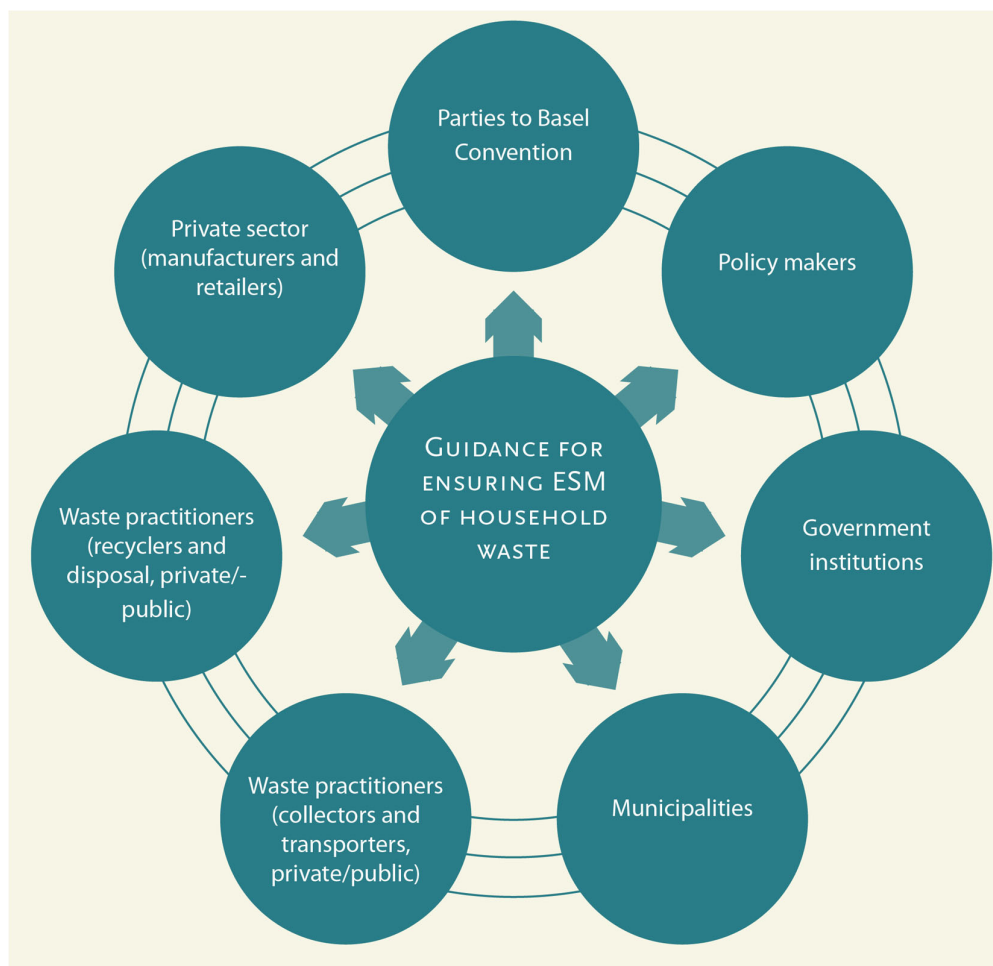 Parties to Basel
Convention
Policy makers
Government
institutions
Municipalities
Waste practitioners
(collectors and
transporters,
private/public)
Waste practitioners
(recyclers and
disposal, private/-
public)
Private sector
(manufacturers and
retailers)
GUIDANCE FOR
ENSURING ESM
OF HOUSEHOLD
WASTE